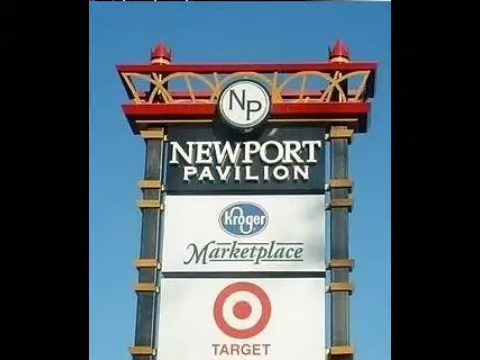 NP
NEWPORT
PAVILION
Kroger
Marketplace
TARGET